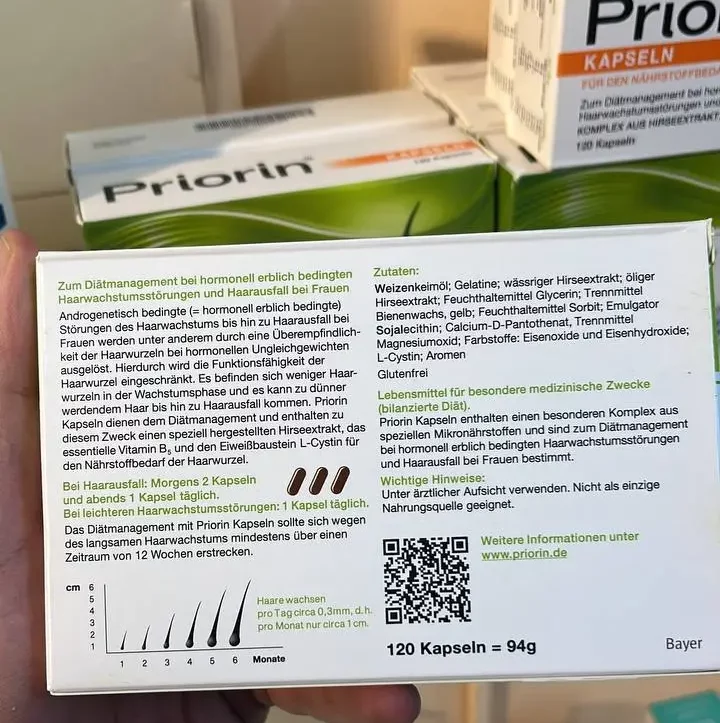 Prior
KAPSELN
FÜR DEN NÄHRSTOFFBEDA
Zum Diätmanagement bei hor
Haarwachstumsstörungen un
KOMPLEX AUS HIRSEEXTRAKT
120 Kapseln
Priorin®
KAPSELN
120 Kapseln
Zum Diätmanagement bei hormonell erblich bedingten
Haarwachstumsstörungen und Haarausfall bei Frauen
Androgenetisch bedingte (= hormonell erblich bedingte)
Störungen des Haarwachstums bis hin zu Haarausfall bei
Frauen werden unter anderem durch eine Überempfindlich-
keit der Haarwurzeln bei hormonellen Ungleichgewichten
ausgelöst. Hierdurch wird die Funktionsfähigkeit der
Haarwurzel eingeschränkt. Es befinden sich weniger Haar-
wurzeln in der Wachstumsphase und es kann zu dünner
werdendem Haar bis hin zu Haarausfall kommen. Priorin
Kapseln dienen dem Diätmanagement und enthalten zu
diesem Zweck einen speziell hergestellten Hirseextrakt, das
essentielle Vitamin B₅ und den Eiweißbaustein L-Cystin für
den Nährstoffbedarf der Haarwurzel.
Bei Haarausfall: Morgens 2 Kapseln
und abends 1 Kapsel täglich.
Bei leichteren Haarwachstumsstörungen: 1 Kapsel täglich.
Das Diätmanagement mit Priorin Kapseln sollte sich wegen
des langsamen Haarwachstums mindestens über einen
Zeitraum von 12 Wochen erstrecken.
cm 6
5
4
3
2
1
1 2 3 4 5 6 Monate
Haare wachsen
pro Tag circa 0,3mm, d.h.
pro Monat nur circa 1 cm.
Zutaten:
Weizenkeimöl; Gelatine; wässriger Hirseextrakt; öliger
Hirseextrakt; Feuchthaltemittel Glycerin; Trennmittel
Bienenwachs, gelb; Feuchthaltemittel Sorbit; Emulgator
Sojalecithin; Calcium-D-Pantothenat, Trennmittel
Magnesiumoxid; Farbstoffe: Eisenoxide und Eisenhydroxide;
L-Cystin; Aromen
Glutenfrei
Lebensmittel für besondere medizinische Zwecke
(bilanzierte Diät).
Priorin Kapseln enthalten einen besonderen Komplex aus
speziellen Mikronährstoffen und sind zum Diätmanagement
bei hormonell erblich bedingten Haarwachstumsstörungen
und Haarausfall bei Frauen bestimmt.
Wichtige Hinweise:
Unter ärztlicher Aufsicht verwenden. Nicht als einzige
Nahrungsquelle geeignet.
Weitere Informationen unter
www.priorin.de
120 Kapseln = 94g
Bayer